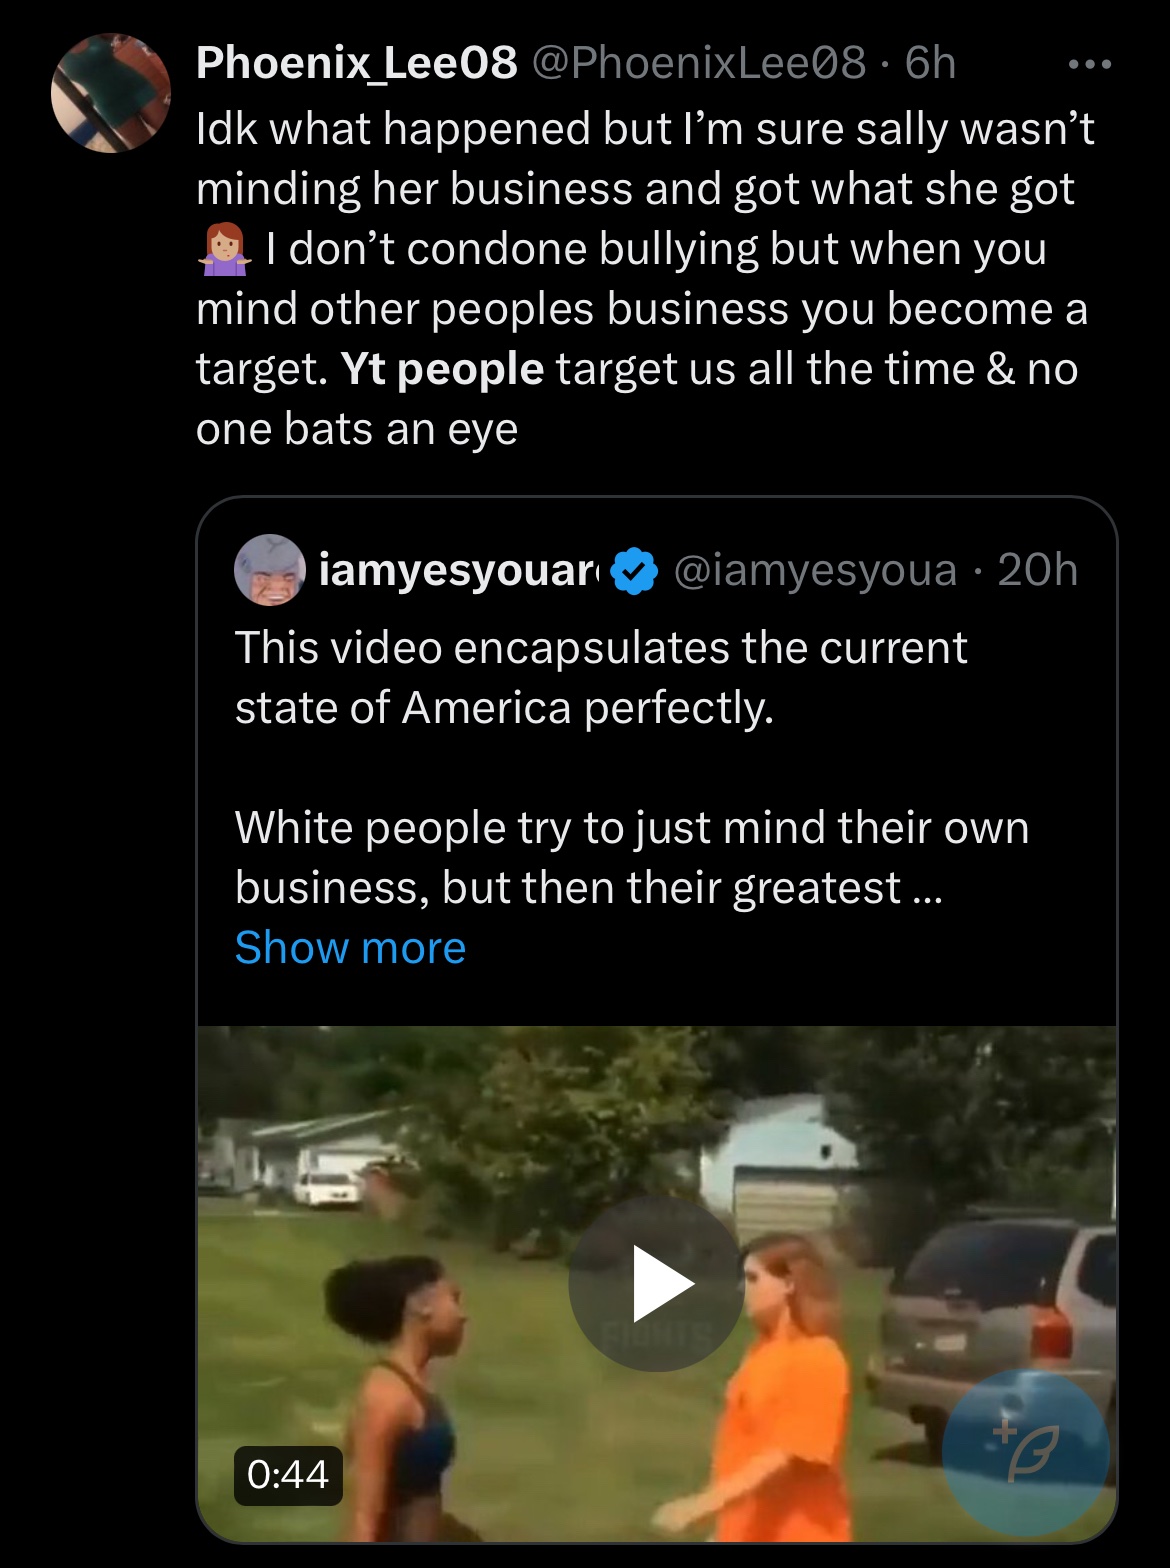 Phoenix_Lee08 @PhoenixLee08 · 6h
Idk what happened but I’m sure sally wasn’t
minding her business and got what she got
🤷🏼‍♀️ I don’t condone bullying but when you
mind other peoples business you become a
target. Yt people target us all the time & no
one bats an eye
iamyesyouar @iamyesyoua · 20h
This video encapsulates the current
state of America perfectly.
White people try to just mind their own
business, but then their greatest ...
Show more
FIGHTS
0:44